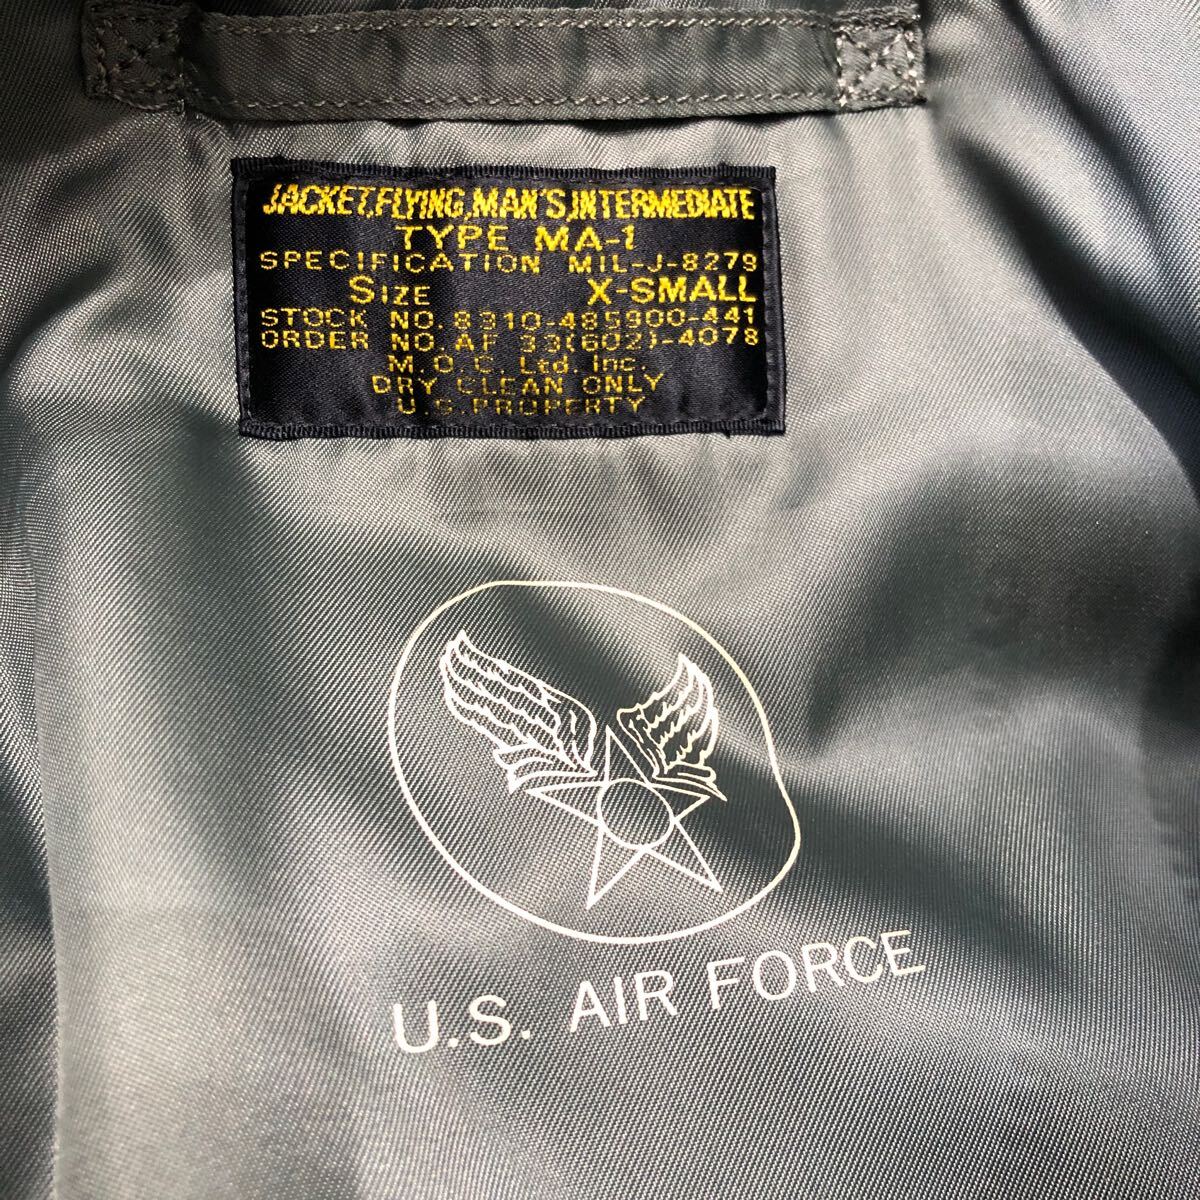 JACKET,FLYING,MAN'S,INTERMEDIATE
TYPE MA-1
SPECIFICATION MIL-J-8279
SIZE X-SMALL
STOCK NO. 8310-485900-441
ORDER NO. AF 33(602)-4078
M.O.C. Ltd. Inc.
DRY CLEAN ONLY
U.S. PROPERTY
U.S. AIR FORCE